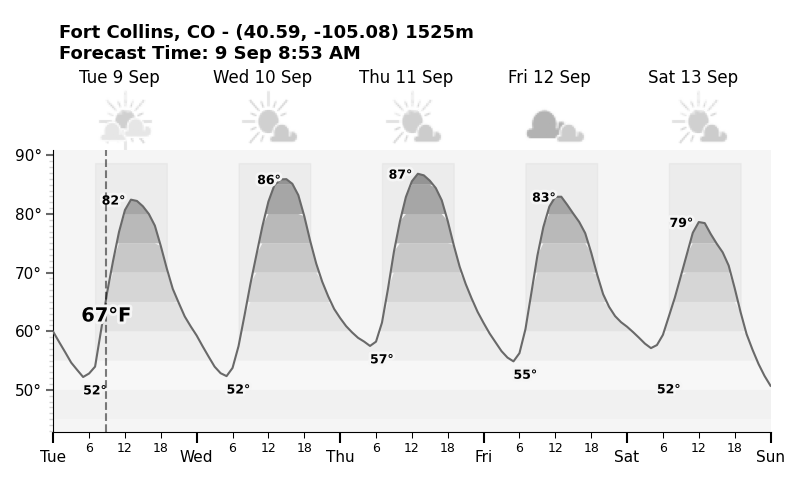 Fort Collins, CO - (40.59, -105.08) 1525m
Forecast Time: 9 Sep 8:53 AM
Tue 9 Sep Wed 10 Sep Thu 11 Sep Fri 12 Sep Sat 13 Sep
90°
80°
70°
60°
50°
82° 86° 87° 83° 79°
67°F
52° 52° 57° 55° 52°
6 12 18 6 12 18 6 12 18 6 12 18 6 12 18
Tue Wed Thu Fri Sat Sun